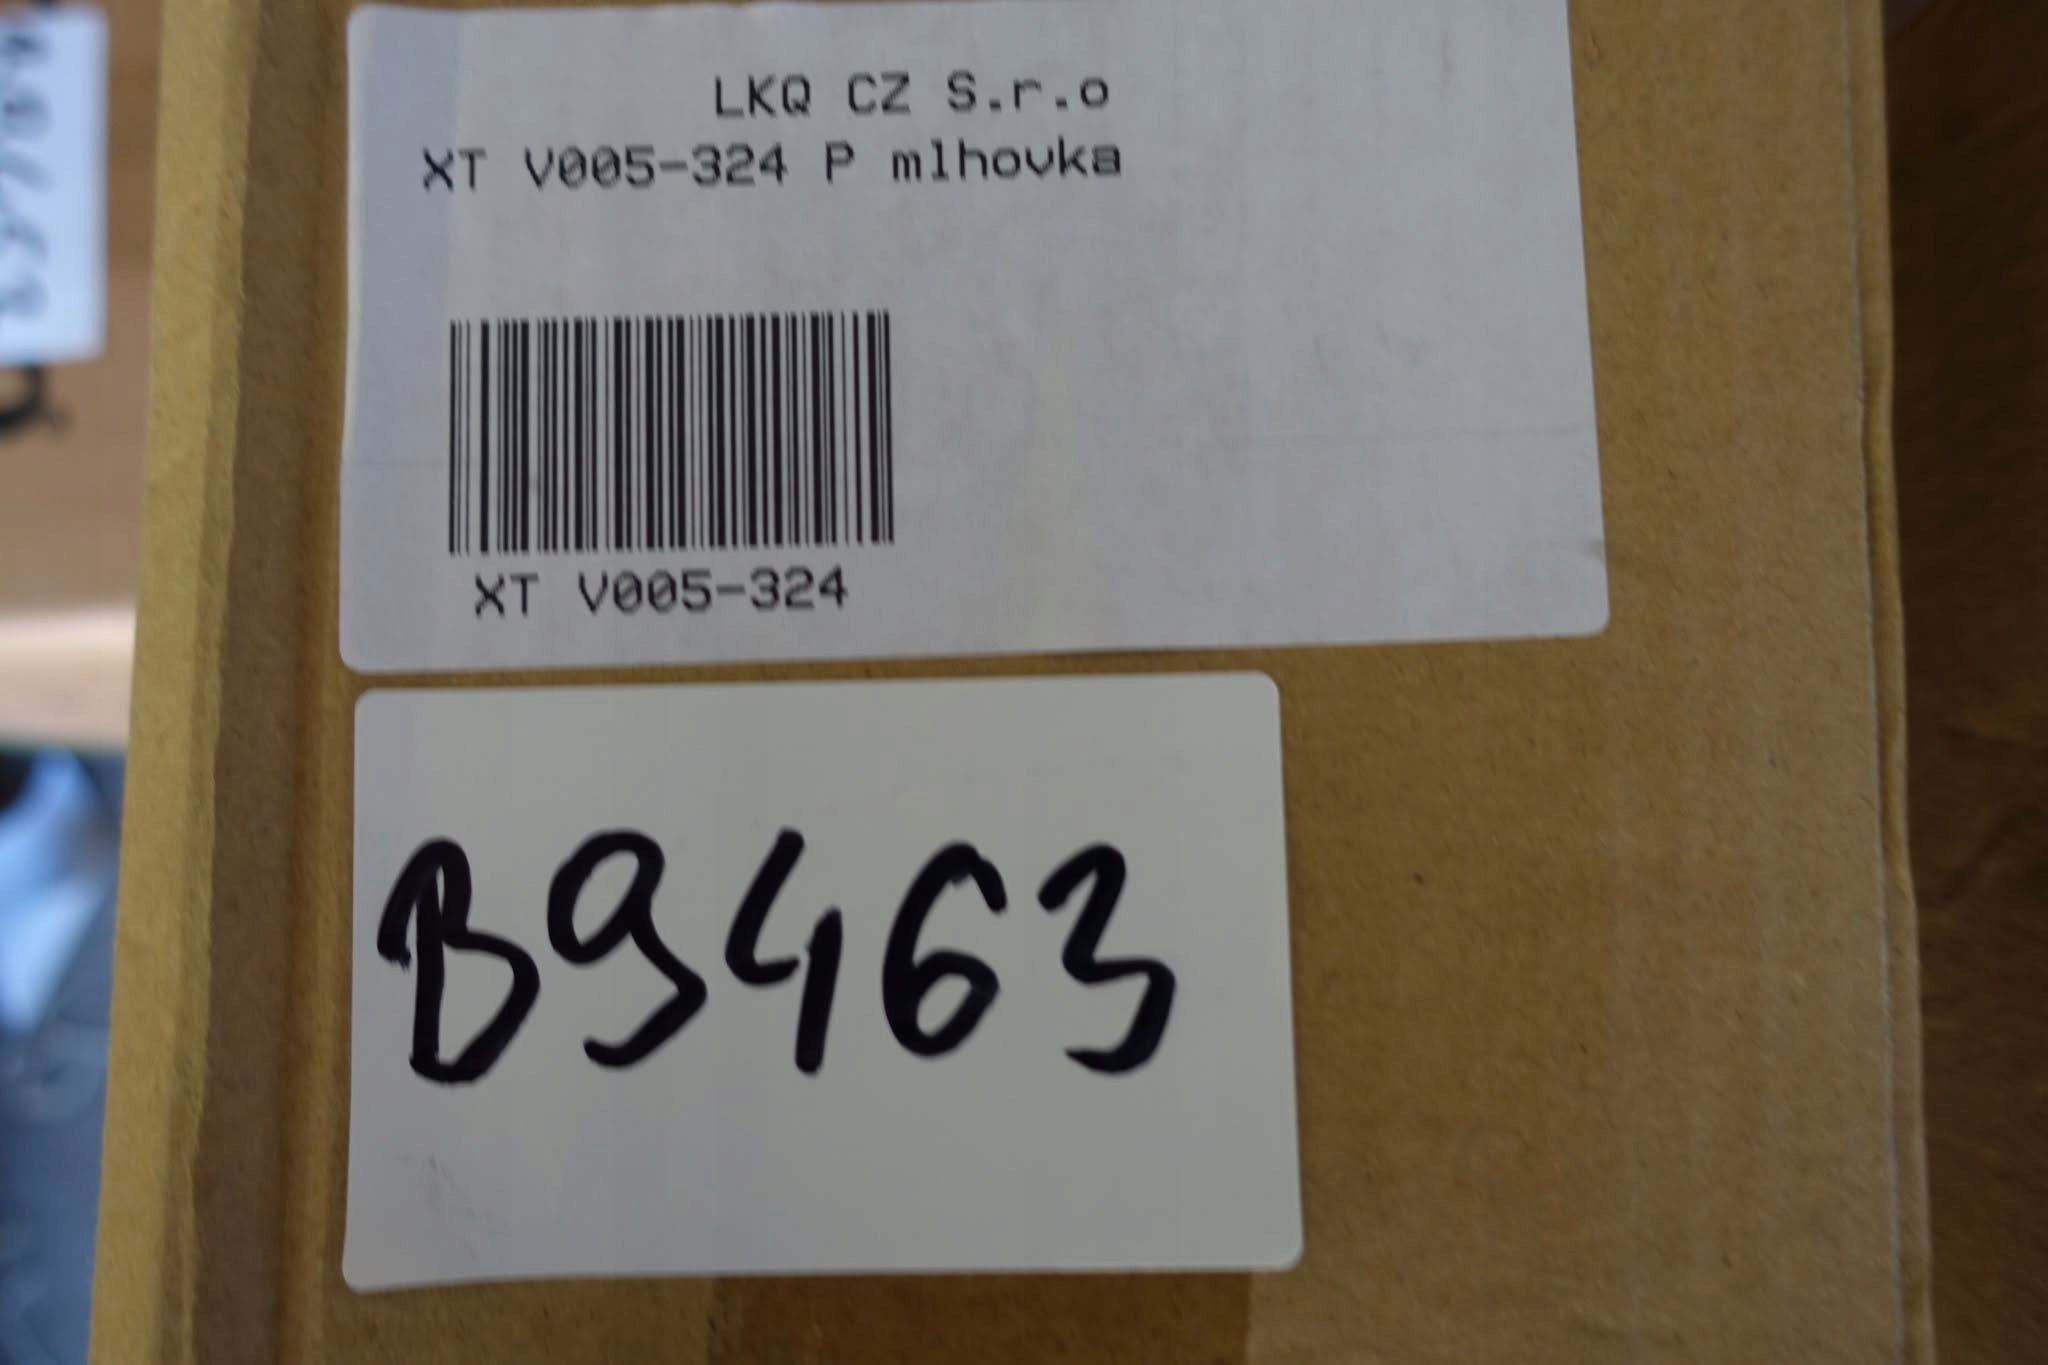 LKQ CZ S.r.o
XT V005-324 P mlhovka
XT V005-324
B9463